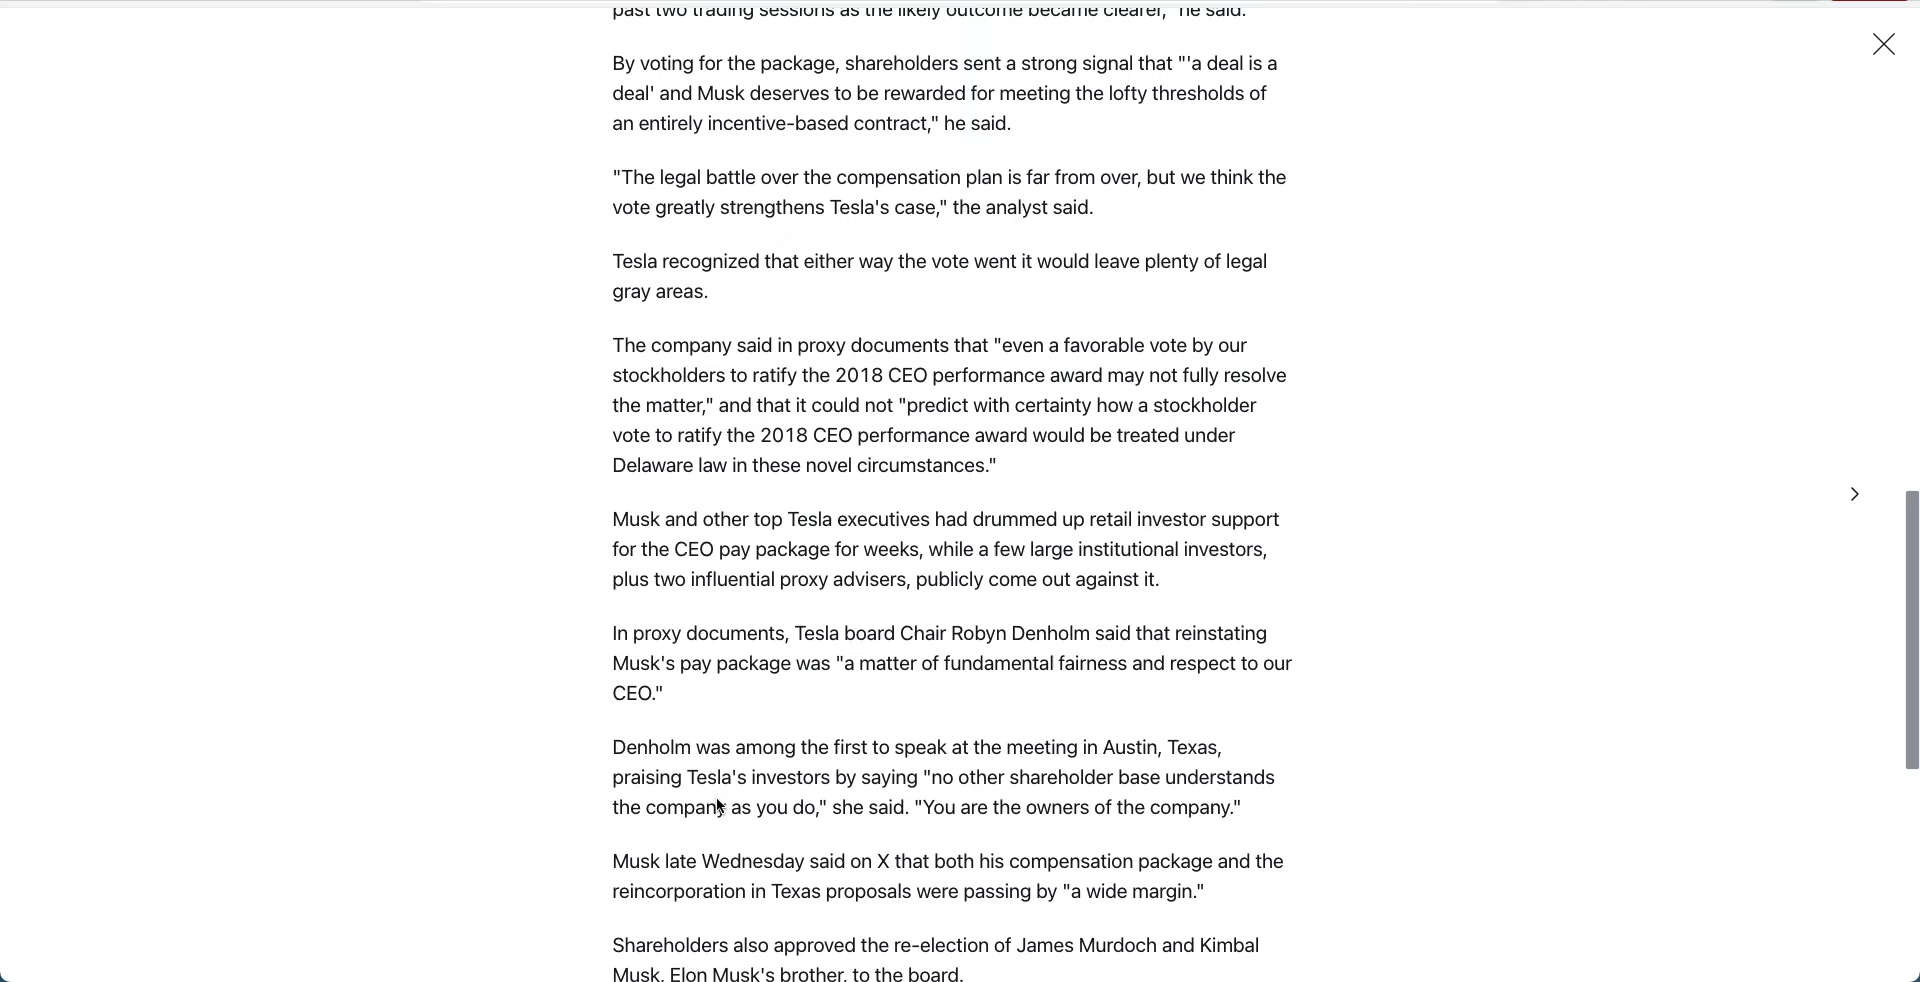 past two trading sessions as the likely outcome became clearer," he said.
By voting for the package, shareholders sent a strong signal that "'a deal is a
deal' and Musk deserves to be rewarded for meeting the lofty thresholds of
an entirely incentive-based contract," he said.
"The legal battle over the compensation plan is far from over, but we think the
vote greatly strengthens Tesla's case," the analyst said.
Tesla recognized that either way the vote went it would leave plenty of legal
gray areas.
The company said in proxy documents that "even a favorable vote by our
stockholders to ratify the 2018 CEO performance award may not fully resolve
the matter," and that it could not "predict with certainty how a stockholder
vote to ratify the 2018 CEO performance award would be treated under
Delaware law in these novel circumstances."
Musk and other top Tesla executives had drummed up retail investor support
for the CEO pay package for weeks, while a few large institutional investors,
plus two influential proxy advisers, publicly come out against it.
In proxy documents, Tesla board Chair Robyn Denholm said that reinstating
Musk's pay package was "a matter of fundamental fairness and respect to our
CEO."
Denholm was among the first to speak at the meeting in Austin, Texas,
praising Tesla's investors by saying "no other shareholder base understands
the company as you do," she said. "You are the owners of the company."
Musk late Wednesday said on X that both his compensation package and the
reincorporation in Texas proposals were passing by "a wide margin."
Shareholders also approved the re-election of James Murdoch and Kimbal
Musk, Elon Musk's brother, to the board.